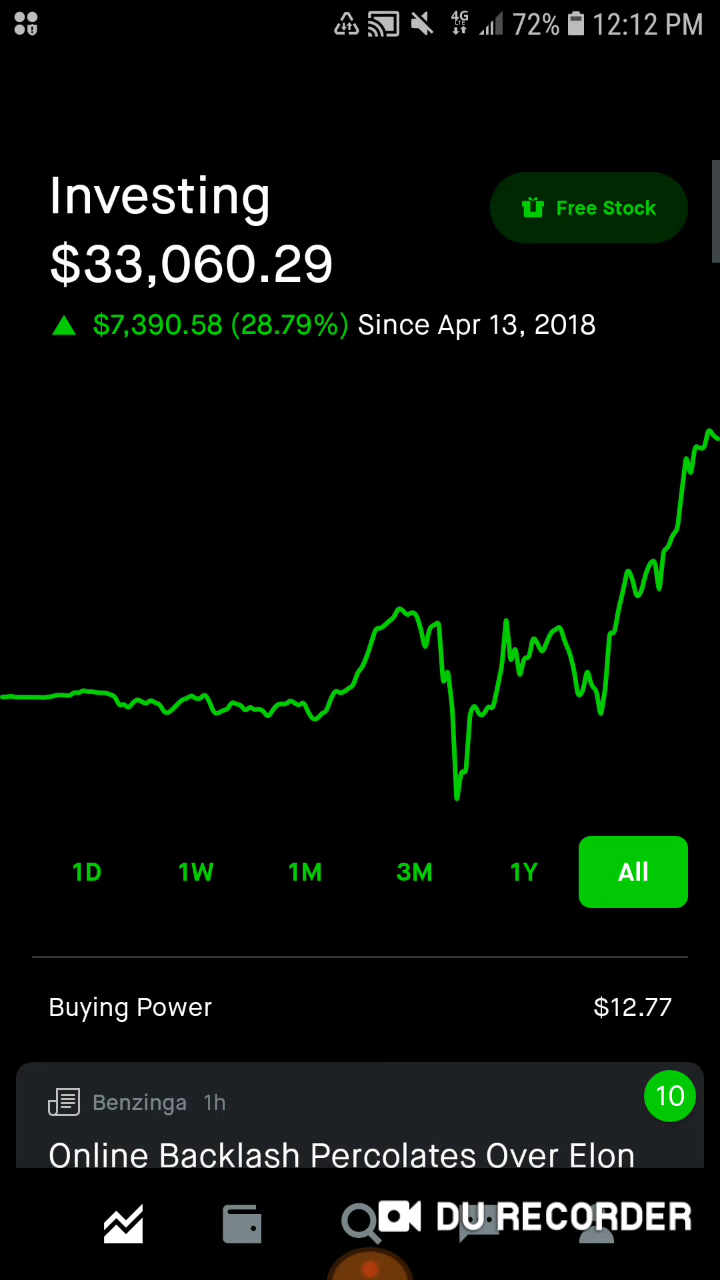 4G LTE 72% 12:12 PM
Investing
$33,060.29
Free Stock
$7,390.58 (28.79%) Since Apr 13, 2018
1D 1W 1M 3M 1Y All
Buying Power $12.77
Benzinga 1h
10
Online Backlash Percolates Over Elon
DU RECORDER